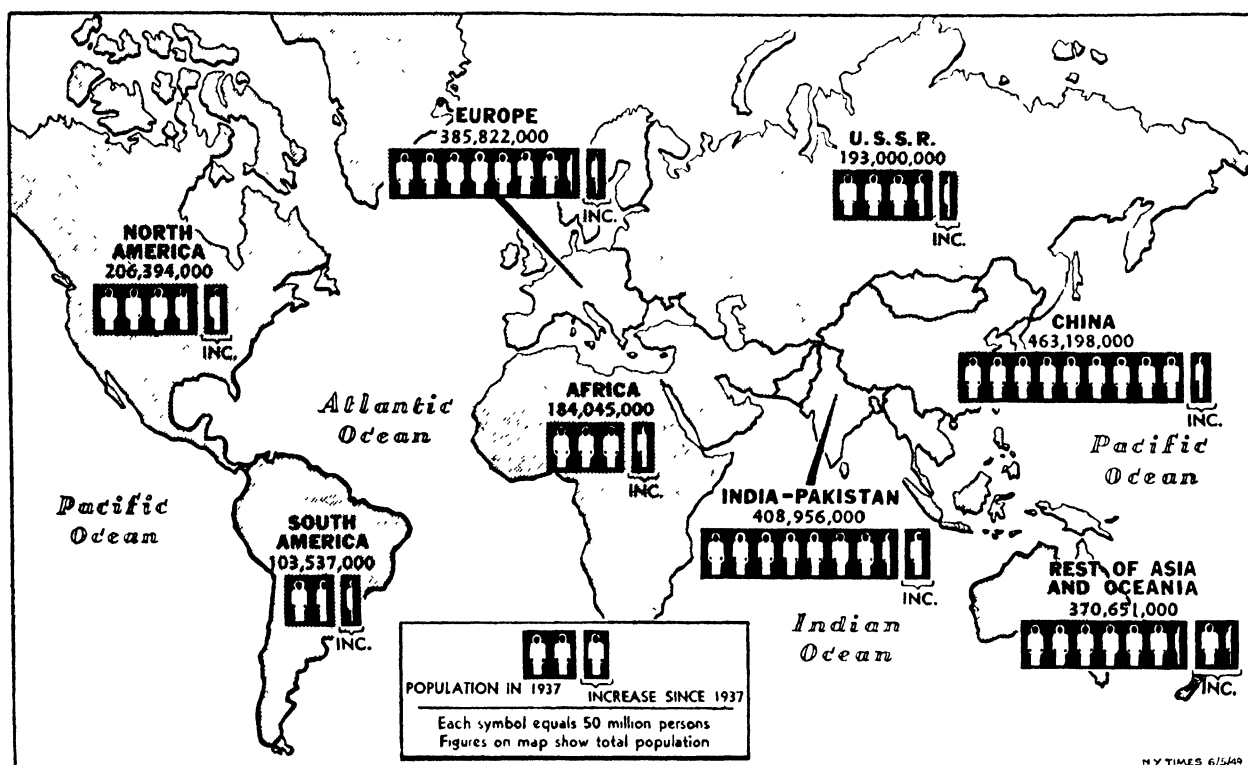 EUROPE
385,822,000
INC.
U.S.S.R.
193,000,000
INC.
NORTH
AMERICA
206,394,000
INC.
CHINA
463,198,000
INC.
Atlantic
Ocean
AFRICA
184,045,000
INC.
Pacific
Ocean
Pacific
Ocean
SOUTH
AMERICA
103,537,000
INC.
INDIA-PAKISTAN
408,956,000
INC.
Indian
Ocean
REST OF ASIA
AND OCEANIA
370,651,000
INC.
POPULATION IN 1937
INCREASE SINCE 1937
Each symbol equals 50 million persons
Figures on map show total population
N Y TIMES 6/5/49